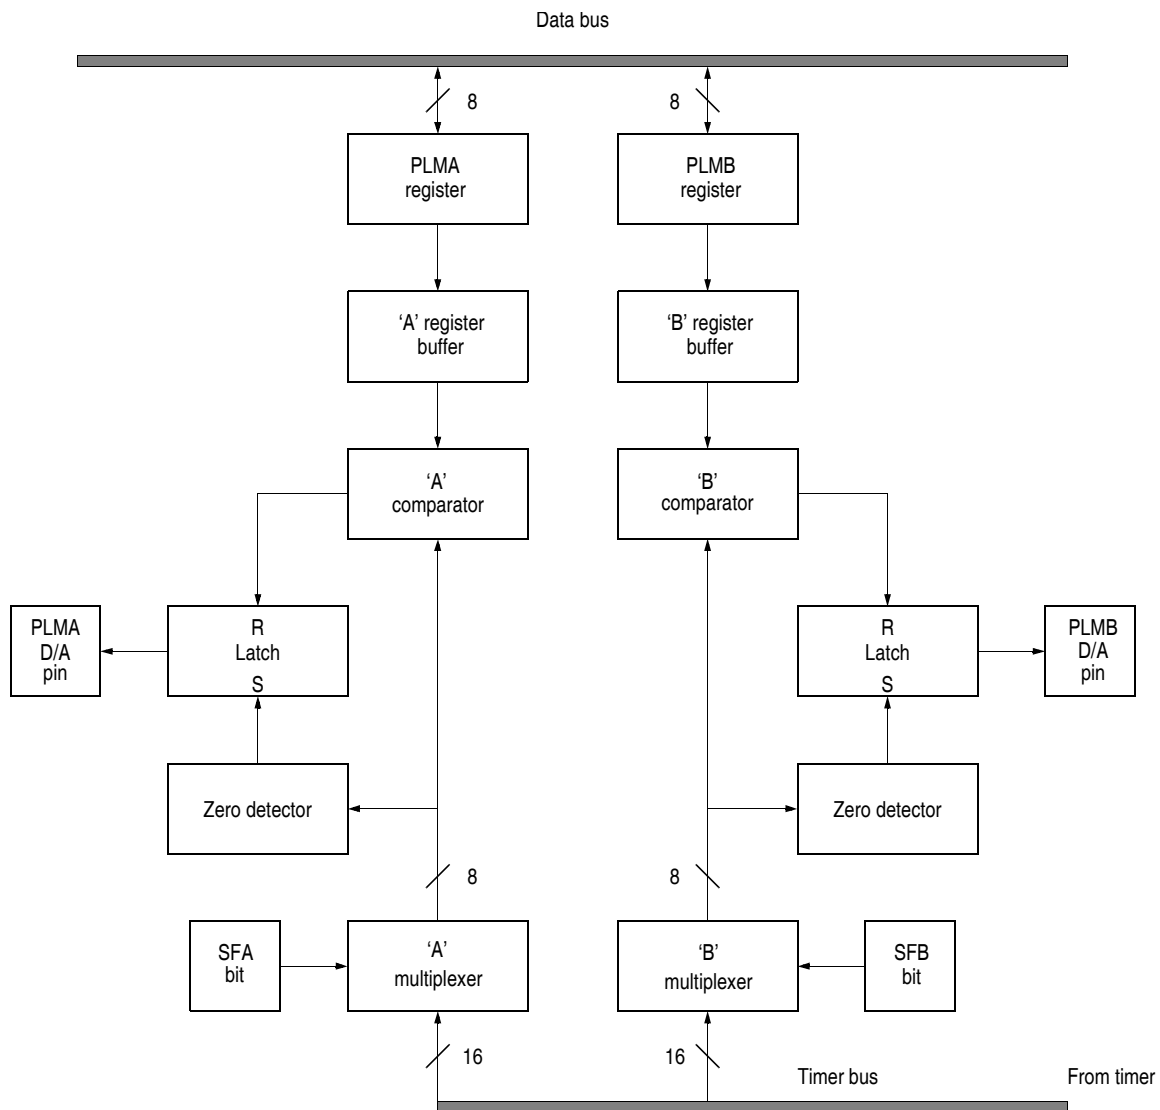 Data bus
8
8
PLMA
register
PLMB
register
‘A’ register
buffer
‘B’ register
buffer
‘A’
comparator
‘B’
comparator
PLMA
D/A
pin
R
Latch
S
R
Latch
S
PLMB
D/A
pin
Zero detector
Zero detector
8
8
SFA
bit
‘A’
multiplexer
‘B’
multiplexer
SFB
bit
16
16
Timer bus
From timer